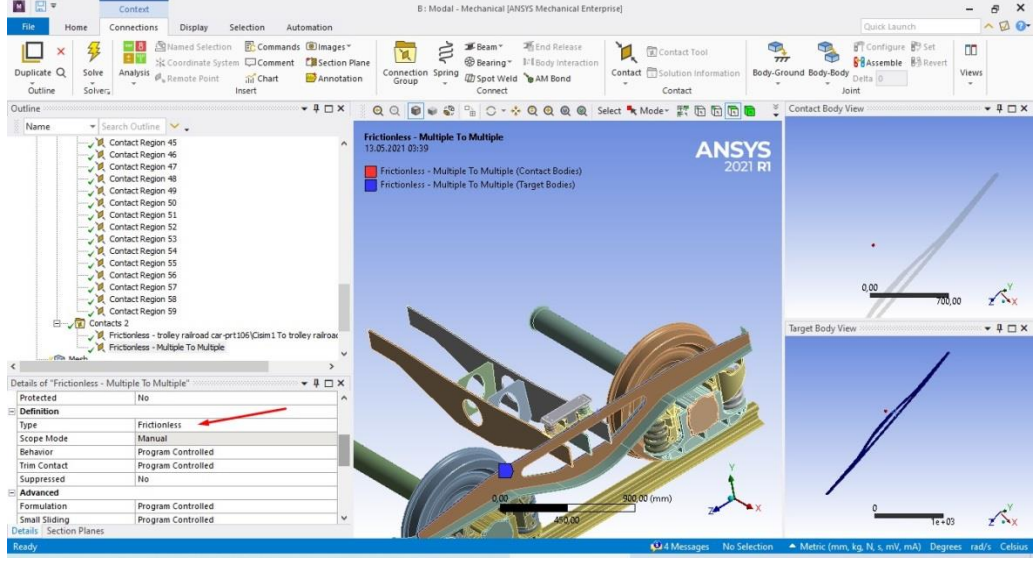 Context
B : Modal - Mechanical [ANSYS Mechanical Enterprise]
File Home Connections Display Selection Automation Quick Launch
Duplicate Q
Outline
Solve
Solvers
Analysis
Named Selection Commands Images
Coordinate System Comment Section Plane
Remote Point Chart Annotation
Insert
Connection Group
Spring
Beam End Release
Bearing Body Interaction
Spot Weld AM Bond
Connect
Contact
Contact Tool
Solution Information
Contact
Body-Ground Body-Body
Configure Set
Assemble Revert
Delta 0
Joint
Views
Outline
Name Search Outline
Select Mode
Contact Region 45
Contact Region 46
Contact Region 47
Contact Region 48
Contact Region 49
Contact Region 50
Contact Region 51
Contact Region 52
Contact Region 53
Contact Region 54
Contact Region 55
Contact Region 56
Contact Region 57
Contact Region 58
Contact Region 59
Contacts 2
Frictionless - trolley railroad car-prt106\Cisim1 To trolley railroad
Frictionless - Multiple To Multiple
Mesh
Details of "Frictionless - Multiple To Multiple"
Protected No
Definition
Type Frictionless
Scope Mode Manual
Behavior Program Controlled
Trim Contact Program Controlled
Suppressed No
Advanced
Formulation Program Controlled
Small Sliding Program Controlled
Details Section Planes
Frictionless - Multiple To Multiple
13.05.2021 03:39
Frictionless - Multiple To Multiple (Contact Bodies)
Frictionless - Multiple To Multiple (Target Bodies)
ANSYS
2021 R1
0,00 900,00 (mm)
450,00
Y
Z X
Contact Body View
0,00
700,00
Y
Z X
Target Body View
0
1e+03
Y
Z X
Ready
4 Messages No Selection Metric (mm, kg, N, s, mV, mA) Degrees rad/s Celsius